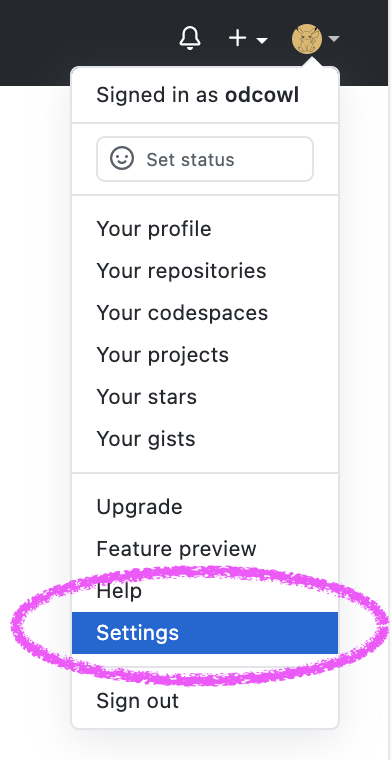 Signed in as odcowl
Set status
Your profile
Your repositories
Your codespaces
Your projects
Your stars
Your gists
Upgrade
Feature preview
Help
Settings
Sign out